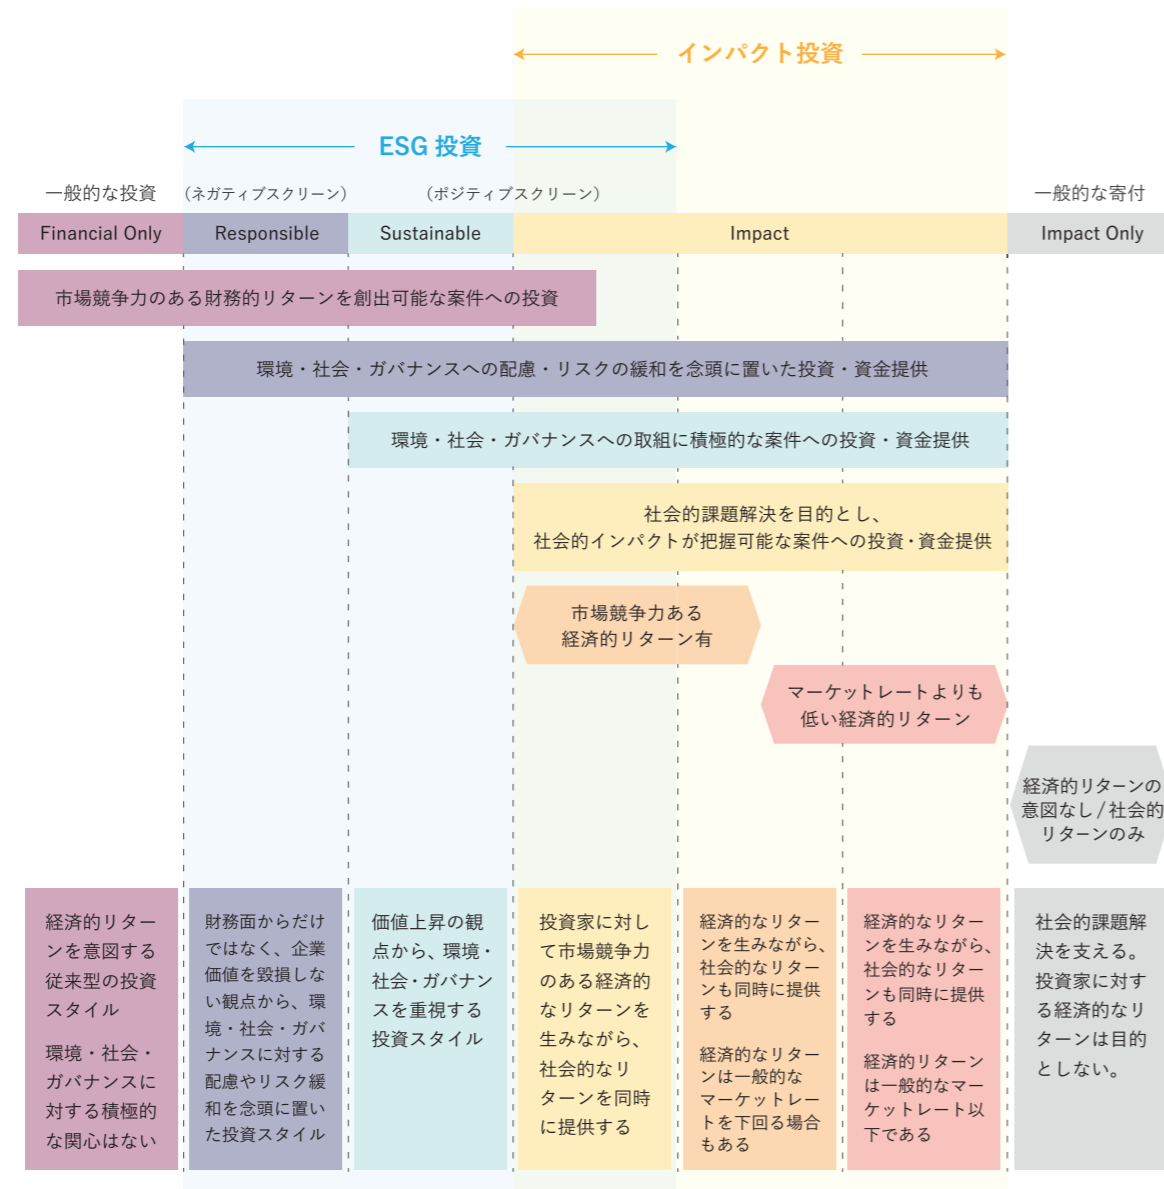 インパクト投資
ESG 投資
一般的な投資
(ネガティブスクリーン)
(ポジティブスクリーン)
一般的な寄付
Financial Only
Responsible
Sustainable
Impact
Impact Only
市場競争力のある財務的リターンを創出可能な案件への投資
環境・社会・ガバナンスへの配慮・リスクの緩和を念頭に置いた投資・資金提供
環境・社会・ガバナンスへの取組に積極的な案件への投資・資金提供
社会的課題解決を目的とし、
社会的インパクトが把握可能な案件への投資・資金提供
市場競争力ある
経済的リターン有
マーケットレートよりも
低い経済的リターン
経済的リターンの
意図なし/社会的
リターンのみ
経済的リター
ンを意図する
従来型の投資
スタイル
環境・社会・
ガバナンスに
対する積極的
な関心はない
財務面からだけ
ではなく、企業
価値を毀損しな
い観点から、環
境・社会・ガバ
ナンスに対する
配慮やリスク緩
和を念頭に置い
た投資スタイル
価値上昇の観
点から、環境・
社会・ガバナン
スを重視する
投資スタイル
投資家に対し
て市場競争力
のある経済的
なリターンを
生みながら、
社会的なリ
ターンを同時
に提供する
経済的なリター
ンを生みながら、
社会的なリター
ンも同時に提供
する
経済的なリター
ンは一般的な
マーケットレー
トを下回る場合
もある
経済的なリター
ンを生みながら、
社会的なリター
ンも同時に提供
する
経済的リターン
は一般的なマー
ケットレート以
下である
社会的課題解
決を支える。
投資家に対す
る経済的なリ
ターンは目的
としない。